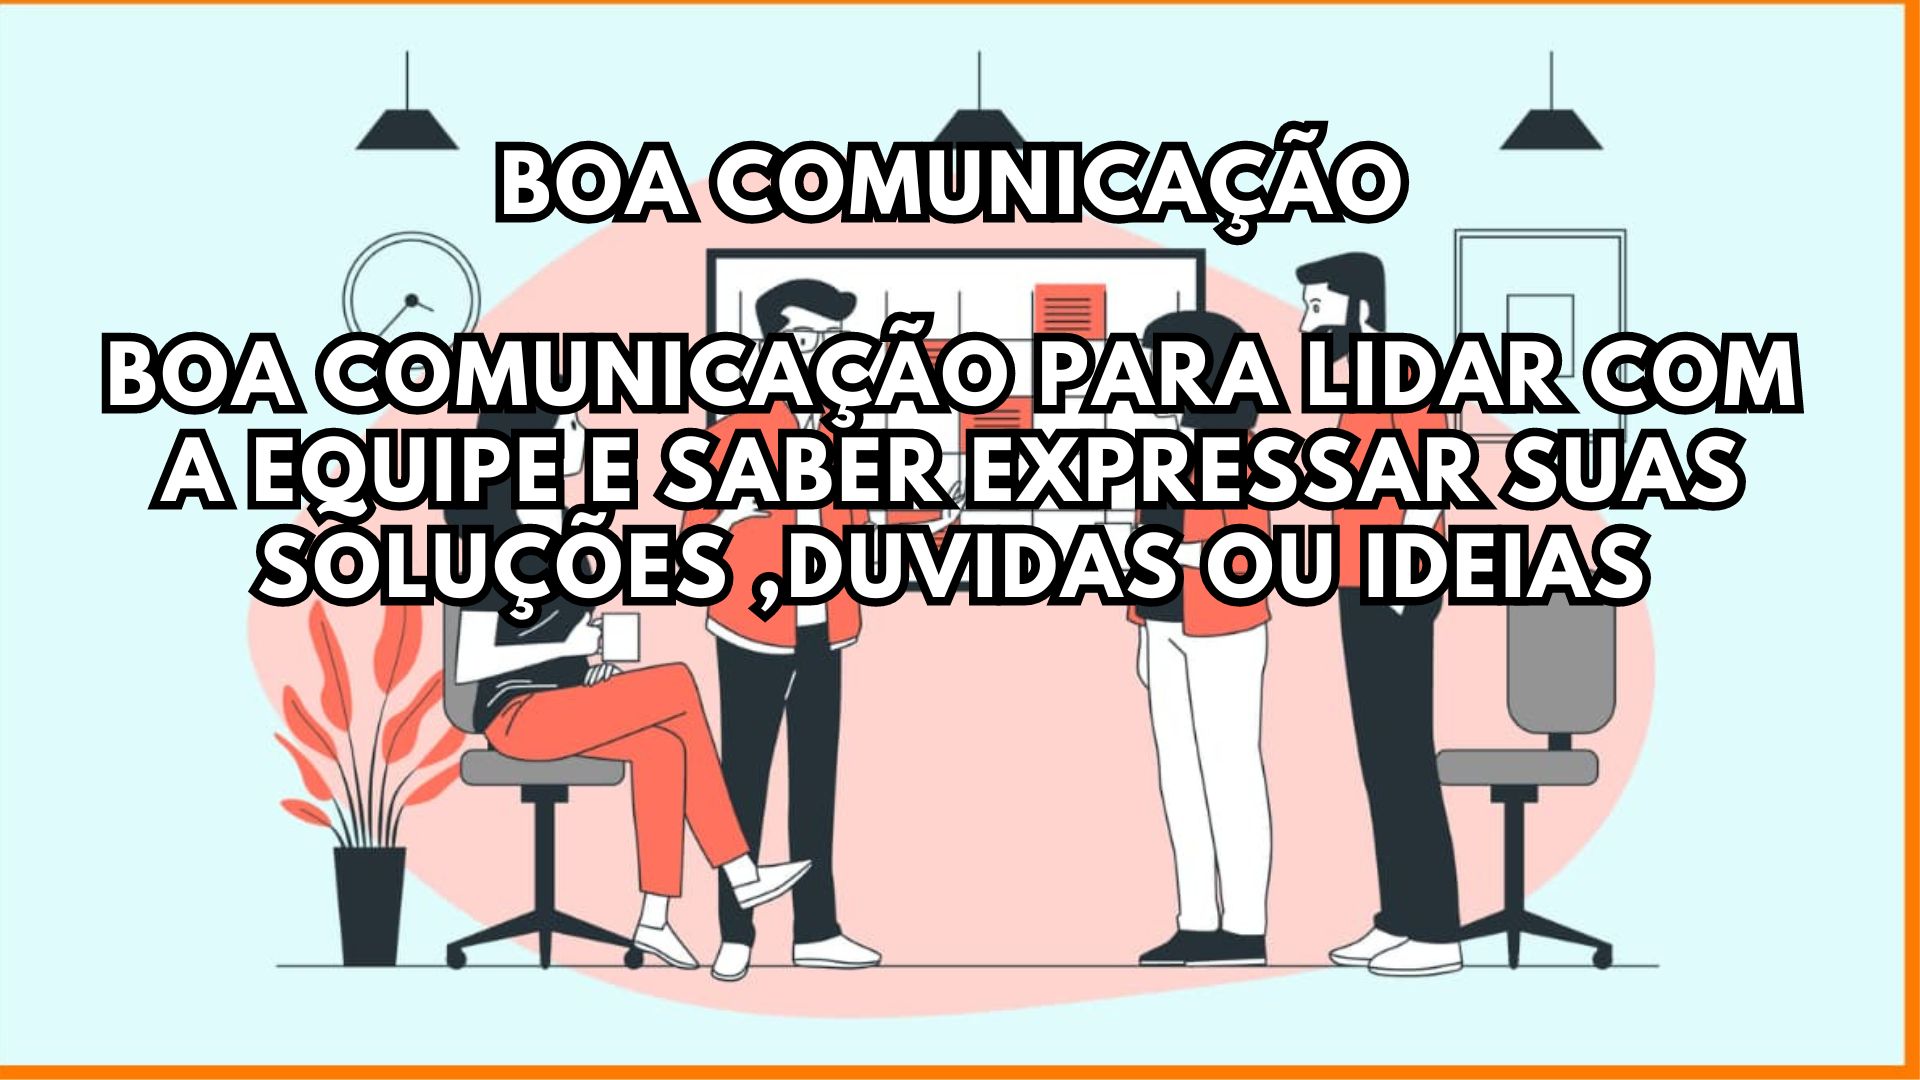 BOA COMUNICAÇÃO
BOA COMUNICAÇÃO PARA LIDAR COM
A EQUIPE E SABER EXPRESSAR SUAS
SOLUÇÕES ,DUVIDAS OU IDEIAS